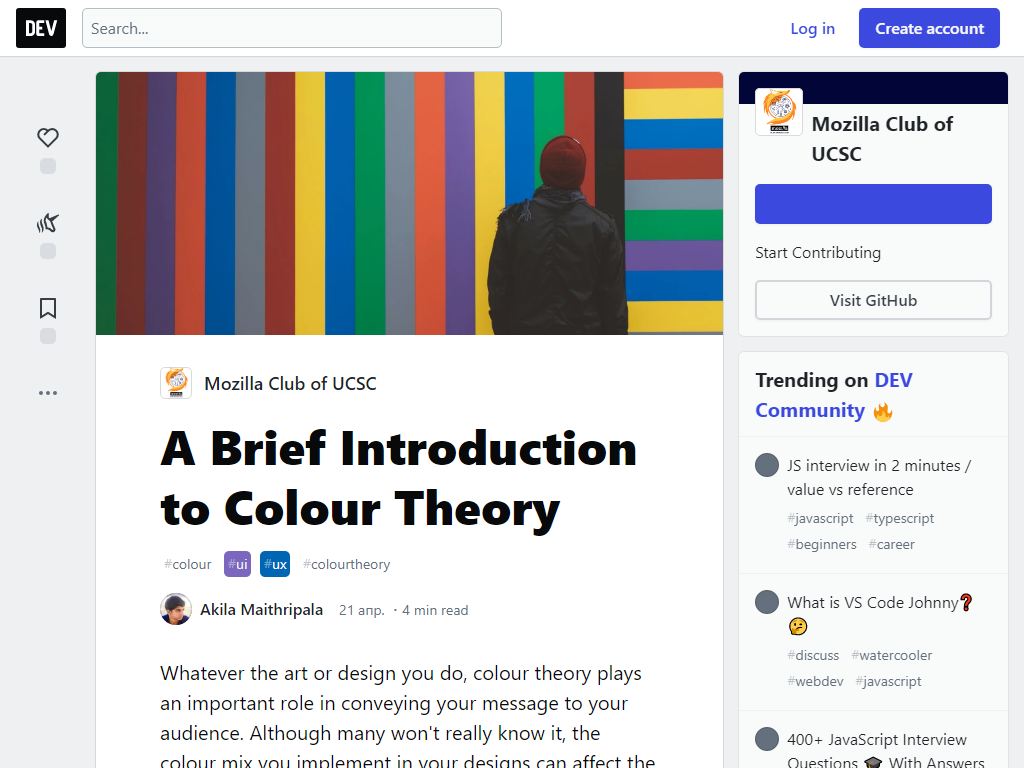 DEV
Search...
Log in
Create account
Mozilla Club of UCSC
A Brief Introduction
to Colour Theory
#colour #ui #ux #colourtheory
Akila Maithripala 21 апр. · 4 min read
Whatever the art or design you do, colour theory plays
an important role in conveying your message to your
audience. Although many won't really know it, the
colour mix you implement in your designs can affect the
Mozilla Club of
UCSC
Start Contributing
Visit GitHub
Trending on DEV
Community 🔥
JS interview in 2 minutes /
value vs reference
#javascript #typescript
#beginners #career
What is VS Code Johnny❓
🤔
#discuss #watercooler
#webdev #javascript
400+ JavaScript Interview
Questions 🎓 With Answers